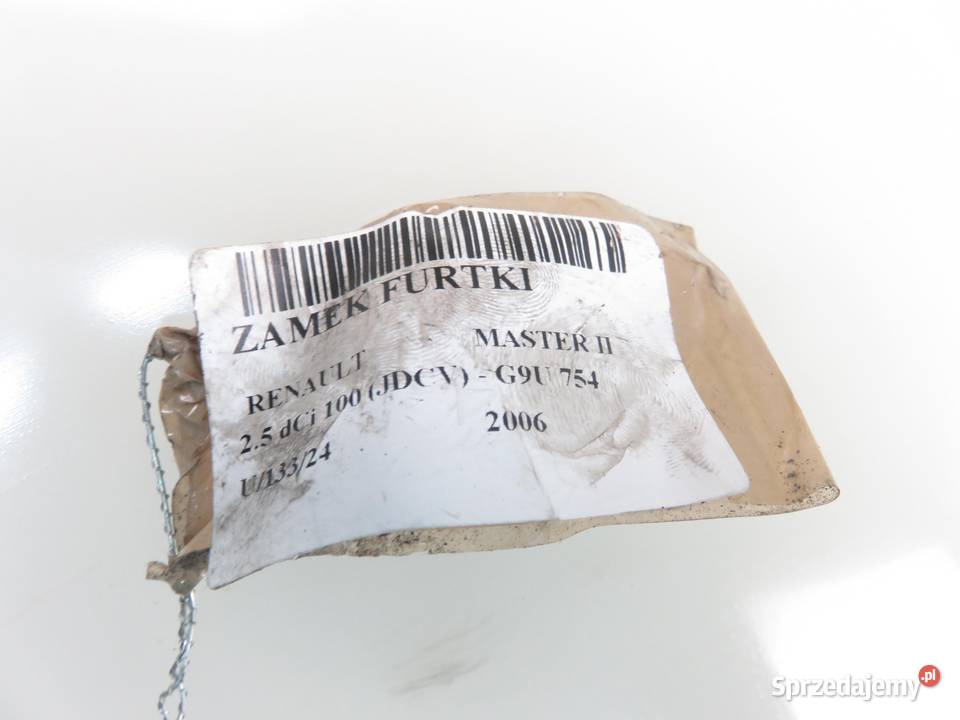 ZAMEK FURTKI
RENAULT MASTER II
2.5 dCi 100 (JDCV) - G9U 754
U/133/24 2006
Sprzedajemy.pl